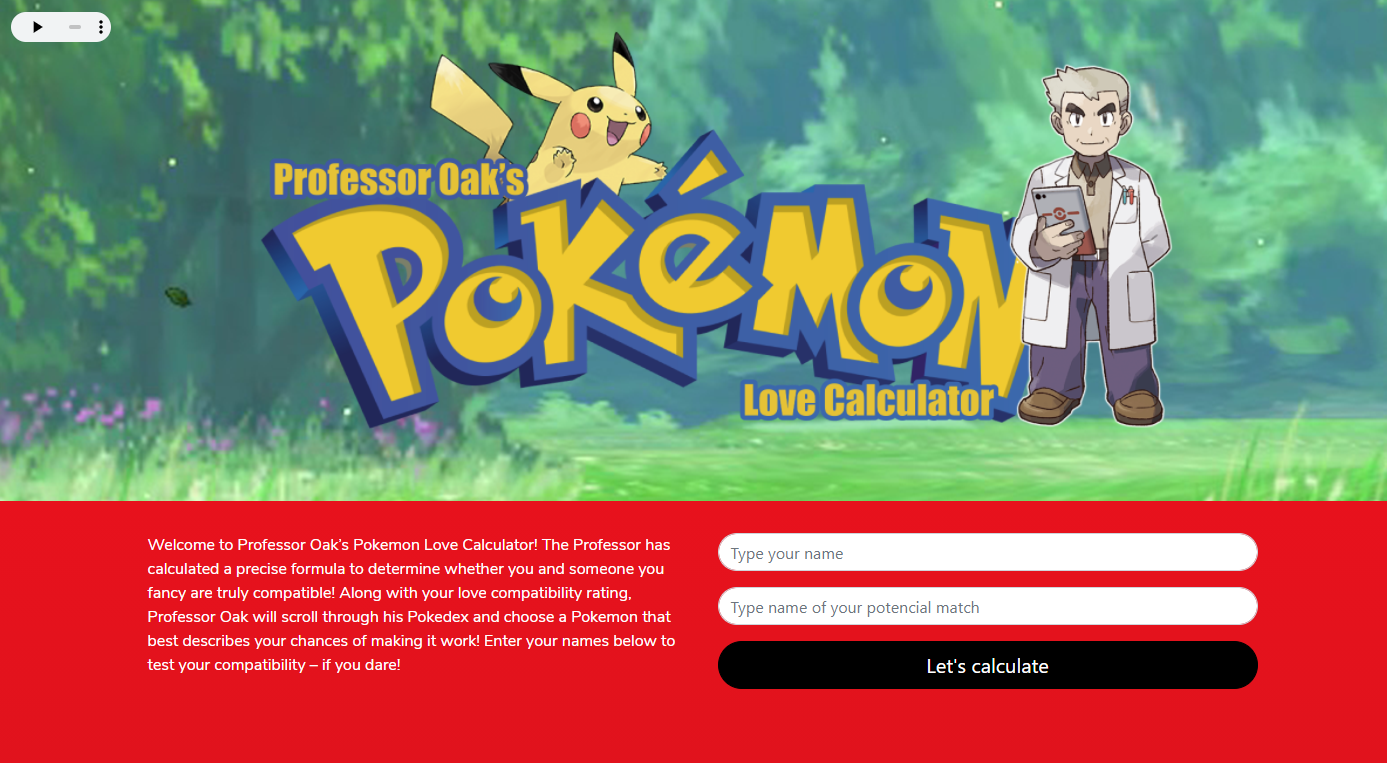 Professor Oak's
POKéMON
Love Calculator
Welcome to Professor Oak's Pokemon Love Calculator! The Professor has
calculated a precise formula to determine whether you and someone you
fancy are truly compatible! Along with your love compatibility rating,
Professor Oak will scroll through his Pokedex and choose a Pokemon that
best describes your chances of making it work! Enter your names below to
test your compatibility – if you dare!
Type your name
Type name of your potencial match
Let's calculate